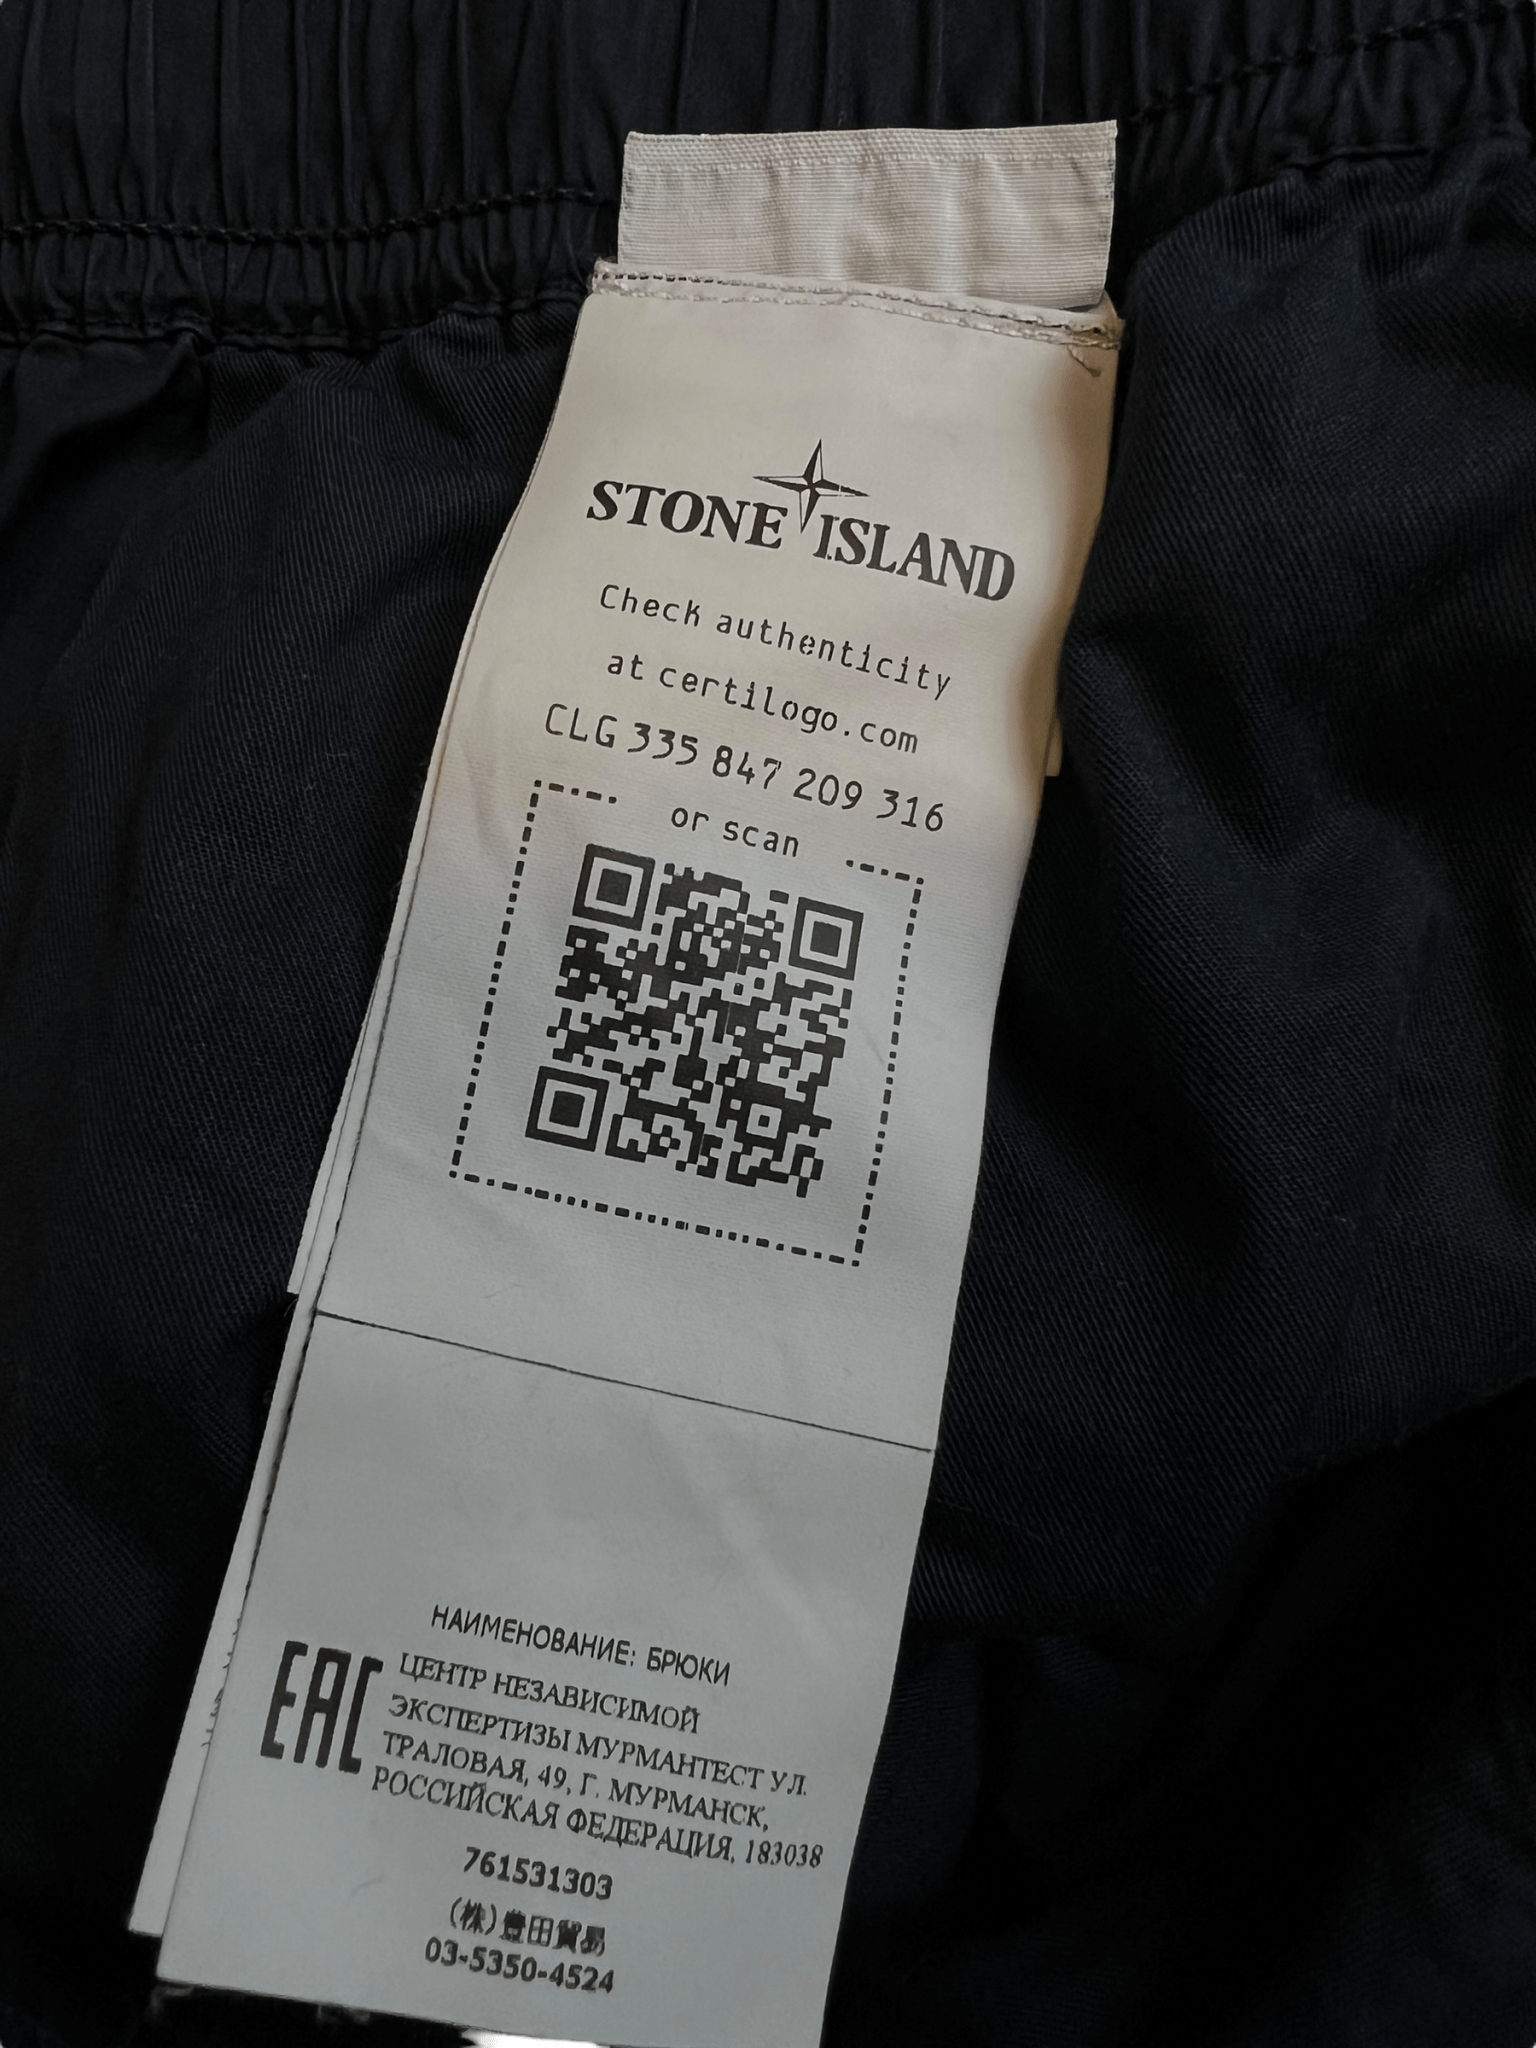 STONE ISLAND
Check authenticity
at certilogo.com
CLG 335 847 209 316
or scan
НАИМЕНОВАНИЕ: БРЮКИ
EAC
ЦЕНТР НЕЗАВИСИМОЙ
ЭКСПЕРТИЗЫ МУРМАНТЕСТ УЛ.
ТРАЛОВАЯ, 49, Г. МУРМАНСК,
РОССИЙСКАЯ ФЕДЕРАЦИЯ, 183038
761531303
(株)豊田貿易
03-5350-4524